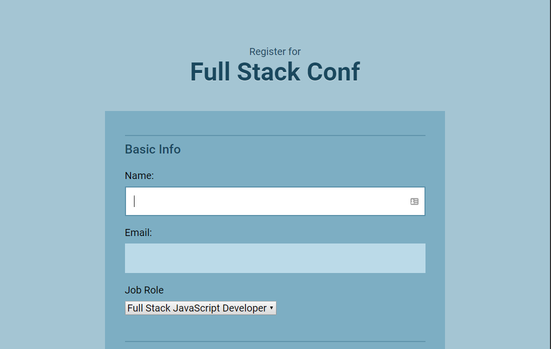 Register for
Full Stack Conf
Basic Info
Name:
Email:
Job Role
Full Stack JavaScript Developer